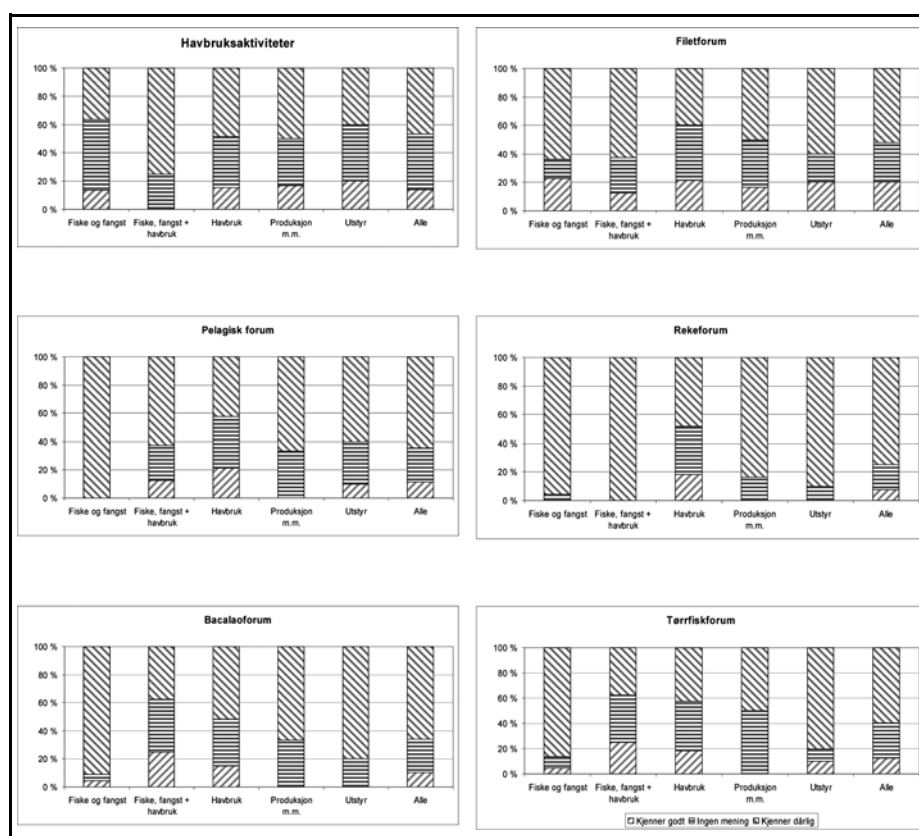 Havbruksaktiviteter
100 %
80 %
60 %
40 %
20 %
0 %
Fiske og fangst
Fiske, fangst +
havbruk
Havbruk
Produksjon
m.m.
Utstyr
Alle
Filetforum
100 %
80 %
60 %
40 %
20 %
0 %
Fiske og fangst
Fiske, fangst +
havbruk
Havbruk
Produksjon
m.m.
Utstyr
Alle
Pelagisk forum
100 %
80 %
60 %
40 %
20 %
0 %
Fiske og fangst
Fiske, fangst +
havbruk
Havbruk
Produksjon
m.m.
Utstyr
Alle
Rekeforum
100 %
80 %
60 %
40 %
20 %
0 %
Fiske og fangst
Fiske, fangst +
havbruk
Havbruk
Produksjon
m.m.
Utstyr
Alle
Bacalaoforum
100 %
80 %
60 %
40 %
20 %
0 %
Fiske og fangst
Fiske, fangst +
havbruk
Havbruk
Produksjon
m.m.
Utstyr
Alle
Tørrfiskforum
100 %
80 %
60 %
40 %
20 %
0 %
Fiske og fangst
Fiske, fangst +
havbruk
Havbruk
Produksjon
m.m.
Utstyr
Alle
Kjenner godt Ingen mening Kjenner dårlig